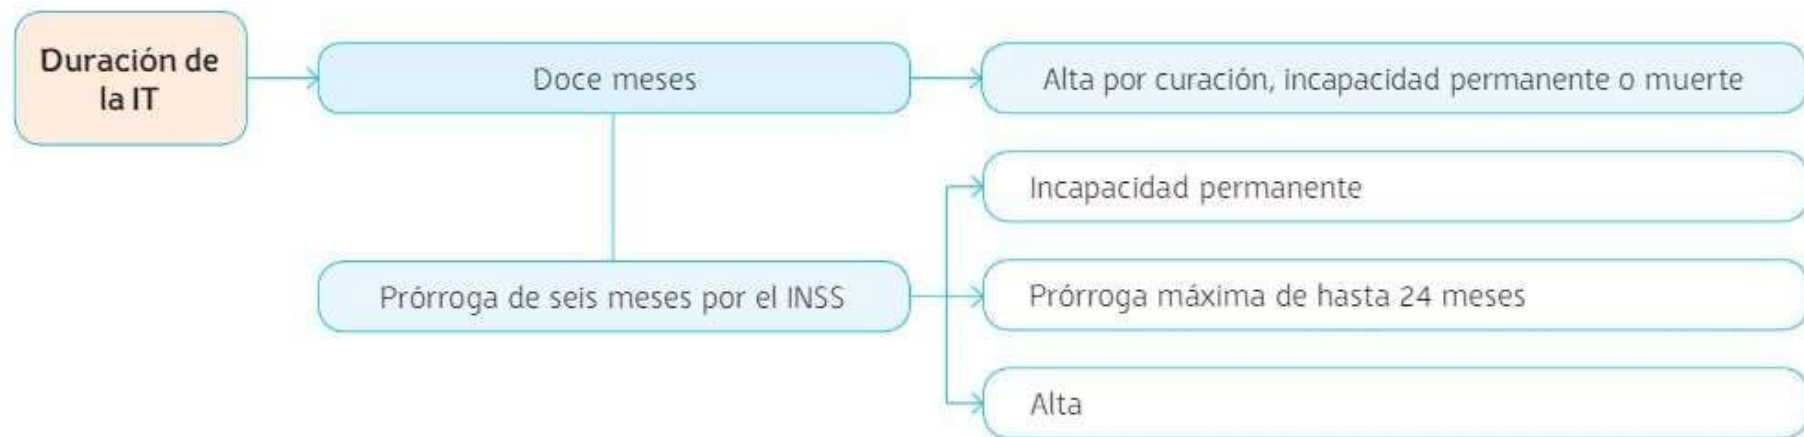 Duración de
la IT
Doce meses
Alta por curación, incapacidad permanente o muerte
Incapacidad permanente
Prórroga de seis meses por el INSS
Prórroga máxima de hasta 24 meses
Alta